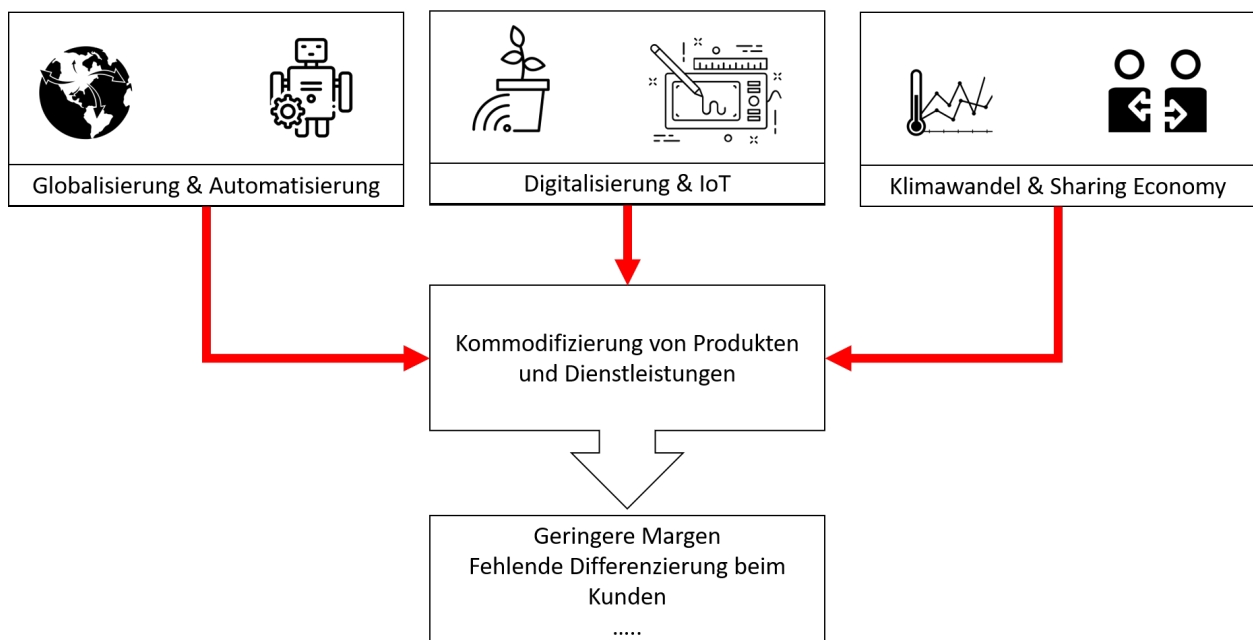 Globalisierung & Automatisierung
Digitalisierung & IoT
Klimawandel & Sharing Economy
Kommodifizierung von Produkten
und Dienstleistungen
Geringere Margen
Fehlende Differenzierung beim
Kunden
.....